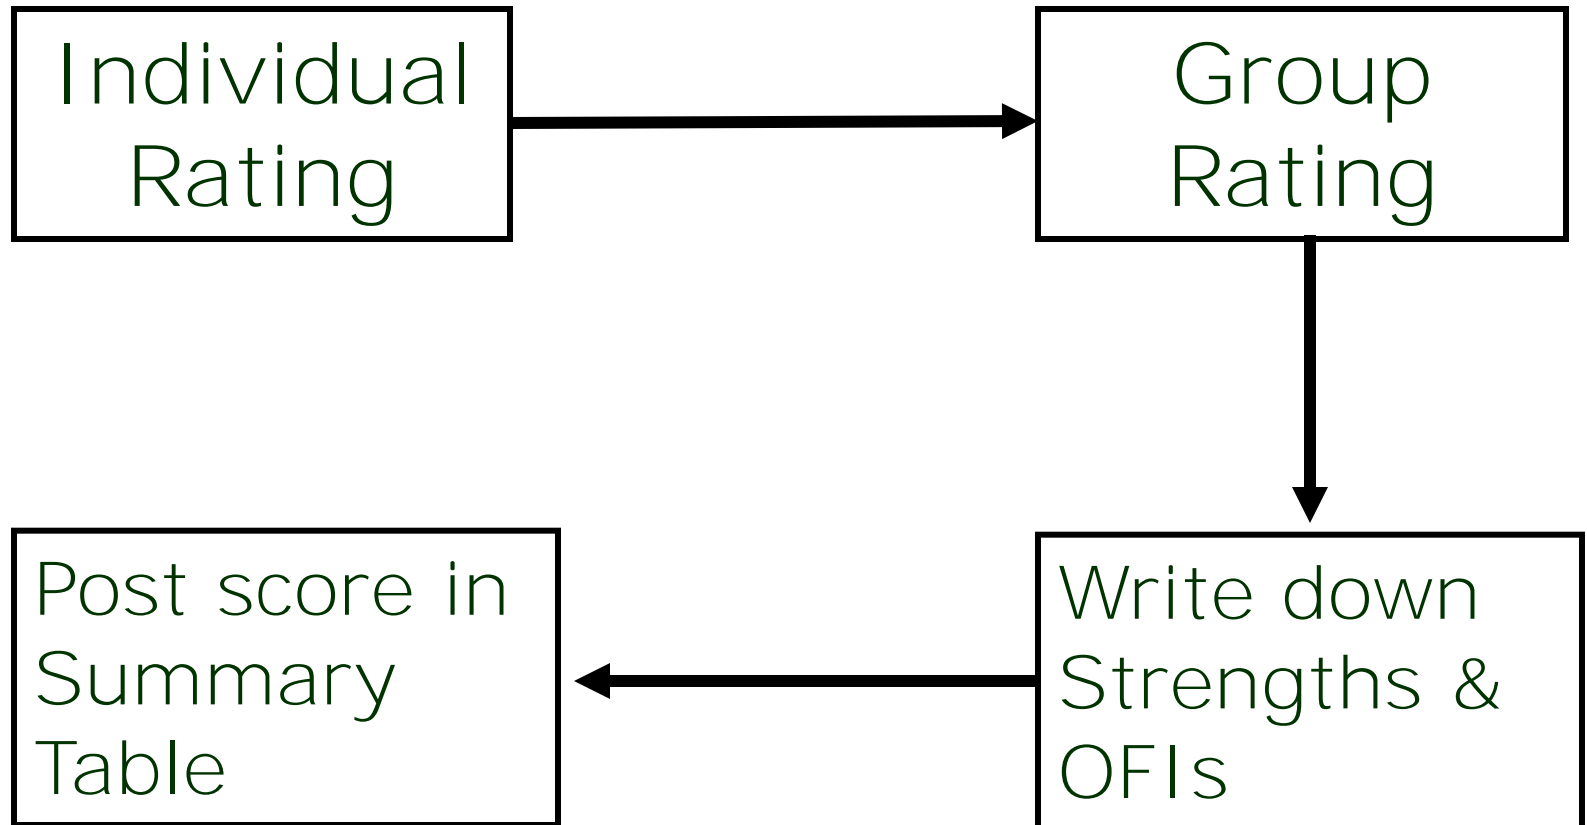 Individual
Rating
Group
Rating
Write down
Strengths &
OFIs
Post score in
Summary
Table